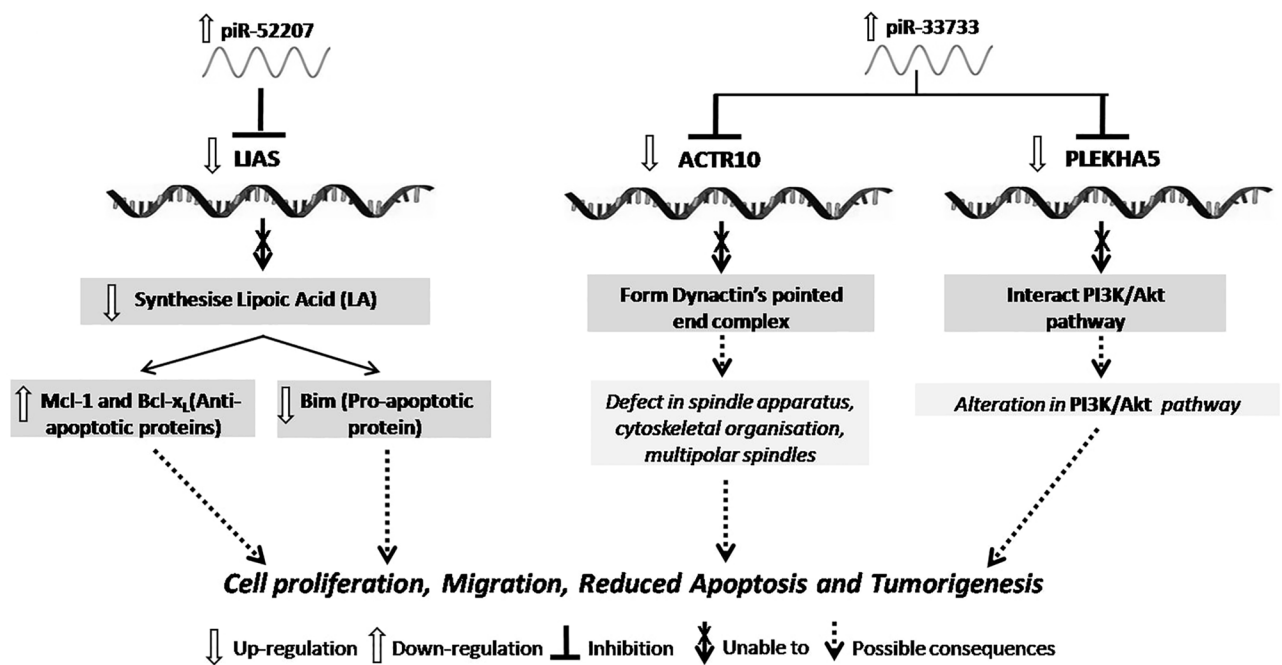 piR-52207
piR-33733
LIAS
ACTR10
PLEKHA5
Synthesise Lipoic Acid (LA)
Form Dynactin's pointed
end complex
Interact PI3K/Akt
pathway
Mcl-1 and Bcl-xL(Anti-
apoptotic proteins)
Bim (Pro-apoptotic
protein)
Defect in spindle apparatus,
cytoskeletal organisation,
multipolar spindles
Alteration in PI3K/Akt pathway
Cell proliferation, Migration, Reduced Apoptosis and Tumorigenesis
Up-regulation
Down-regulation
Inhibition
Unable to
Possible consequences